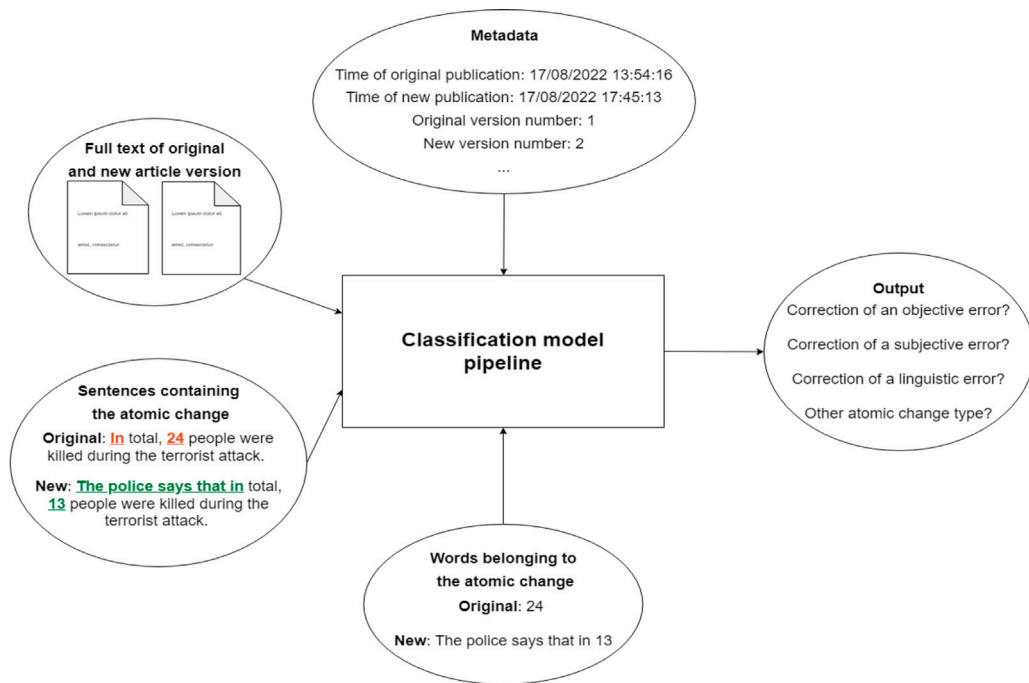 Metadata
Time of original publication: 17/08/2022 13:54:16
Time of new publication: 17/08/2022 17:45:13
Original version number: 1
New version number: 2
...
Full text of original
and new article version
Lorem ipsum dolor ad
amet, consectetur
Lorem ipsum dolor ad
amet, consectetur
Sentences containing
the atomic change
Original: In total, 24 people were
killed during the terrorist attack.
New: The police says that in total,
13 people were killed during the
terrorist attack.
Classification model
pipeline
Words belonging to
the atomic change
Original: 24
New: The police says that in 13
Output
Correction of an objective error?
Correction of a subjective error?
Correction of a linguistic error?
Other atomic change type?